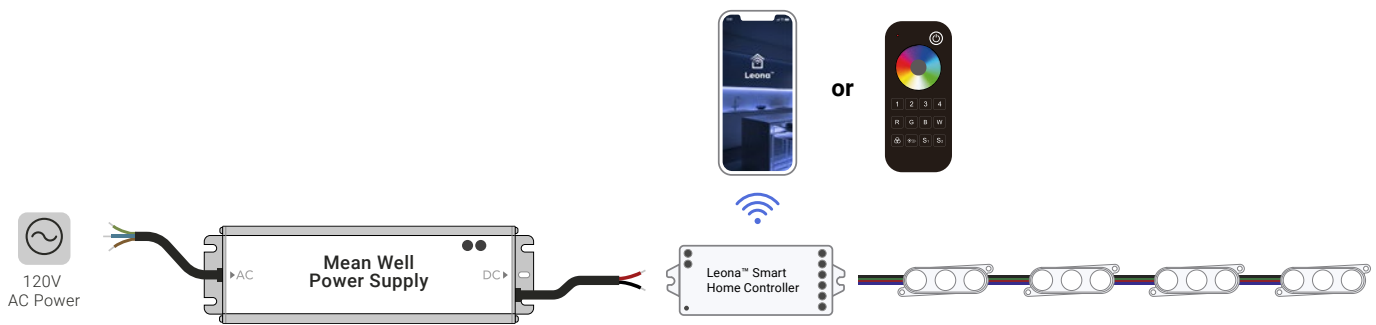 Leona™
or
1 2 3 4
R G B W
S₁ S₂
120V
AC Power
AC
Mean Well
Power Supply
DC
Leona™ Smart
Home Controller